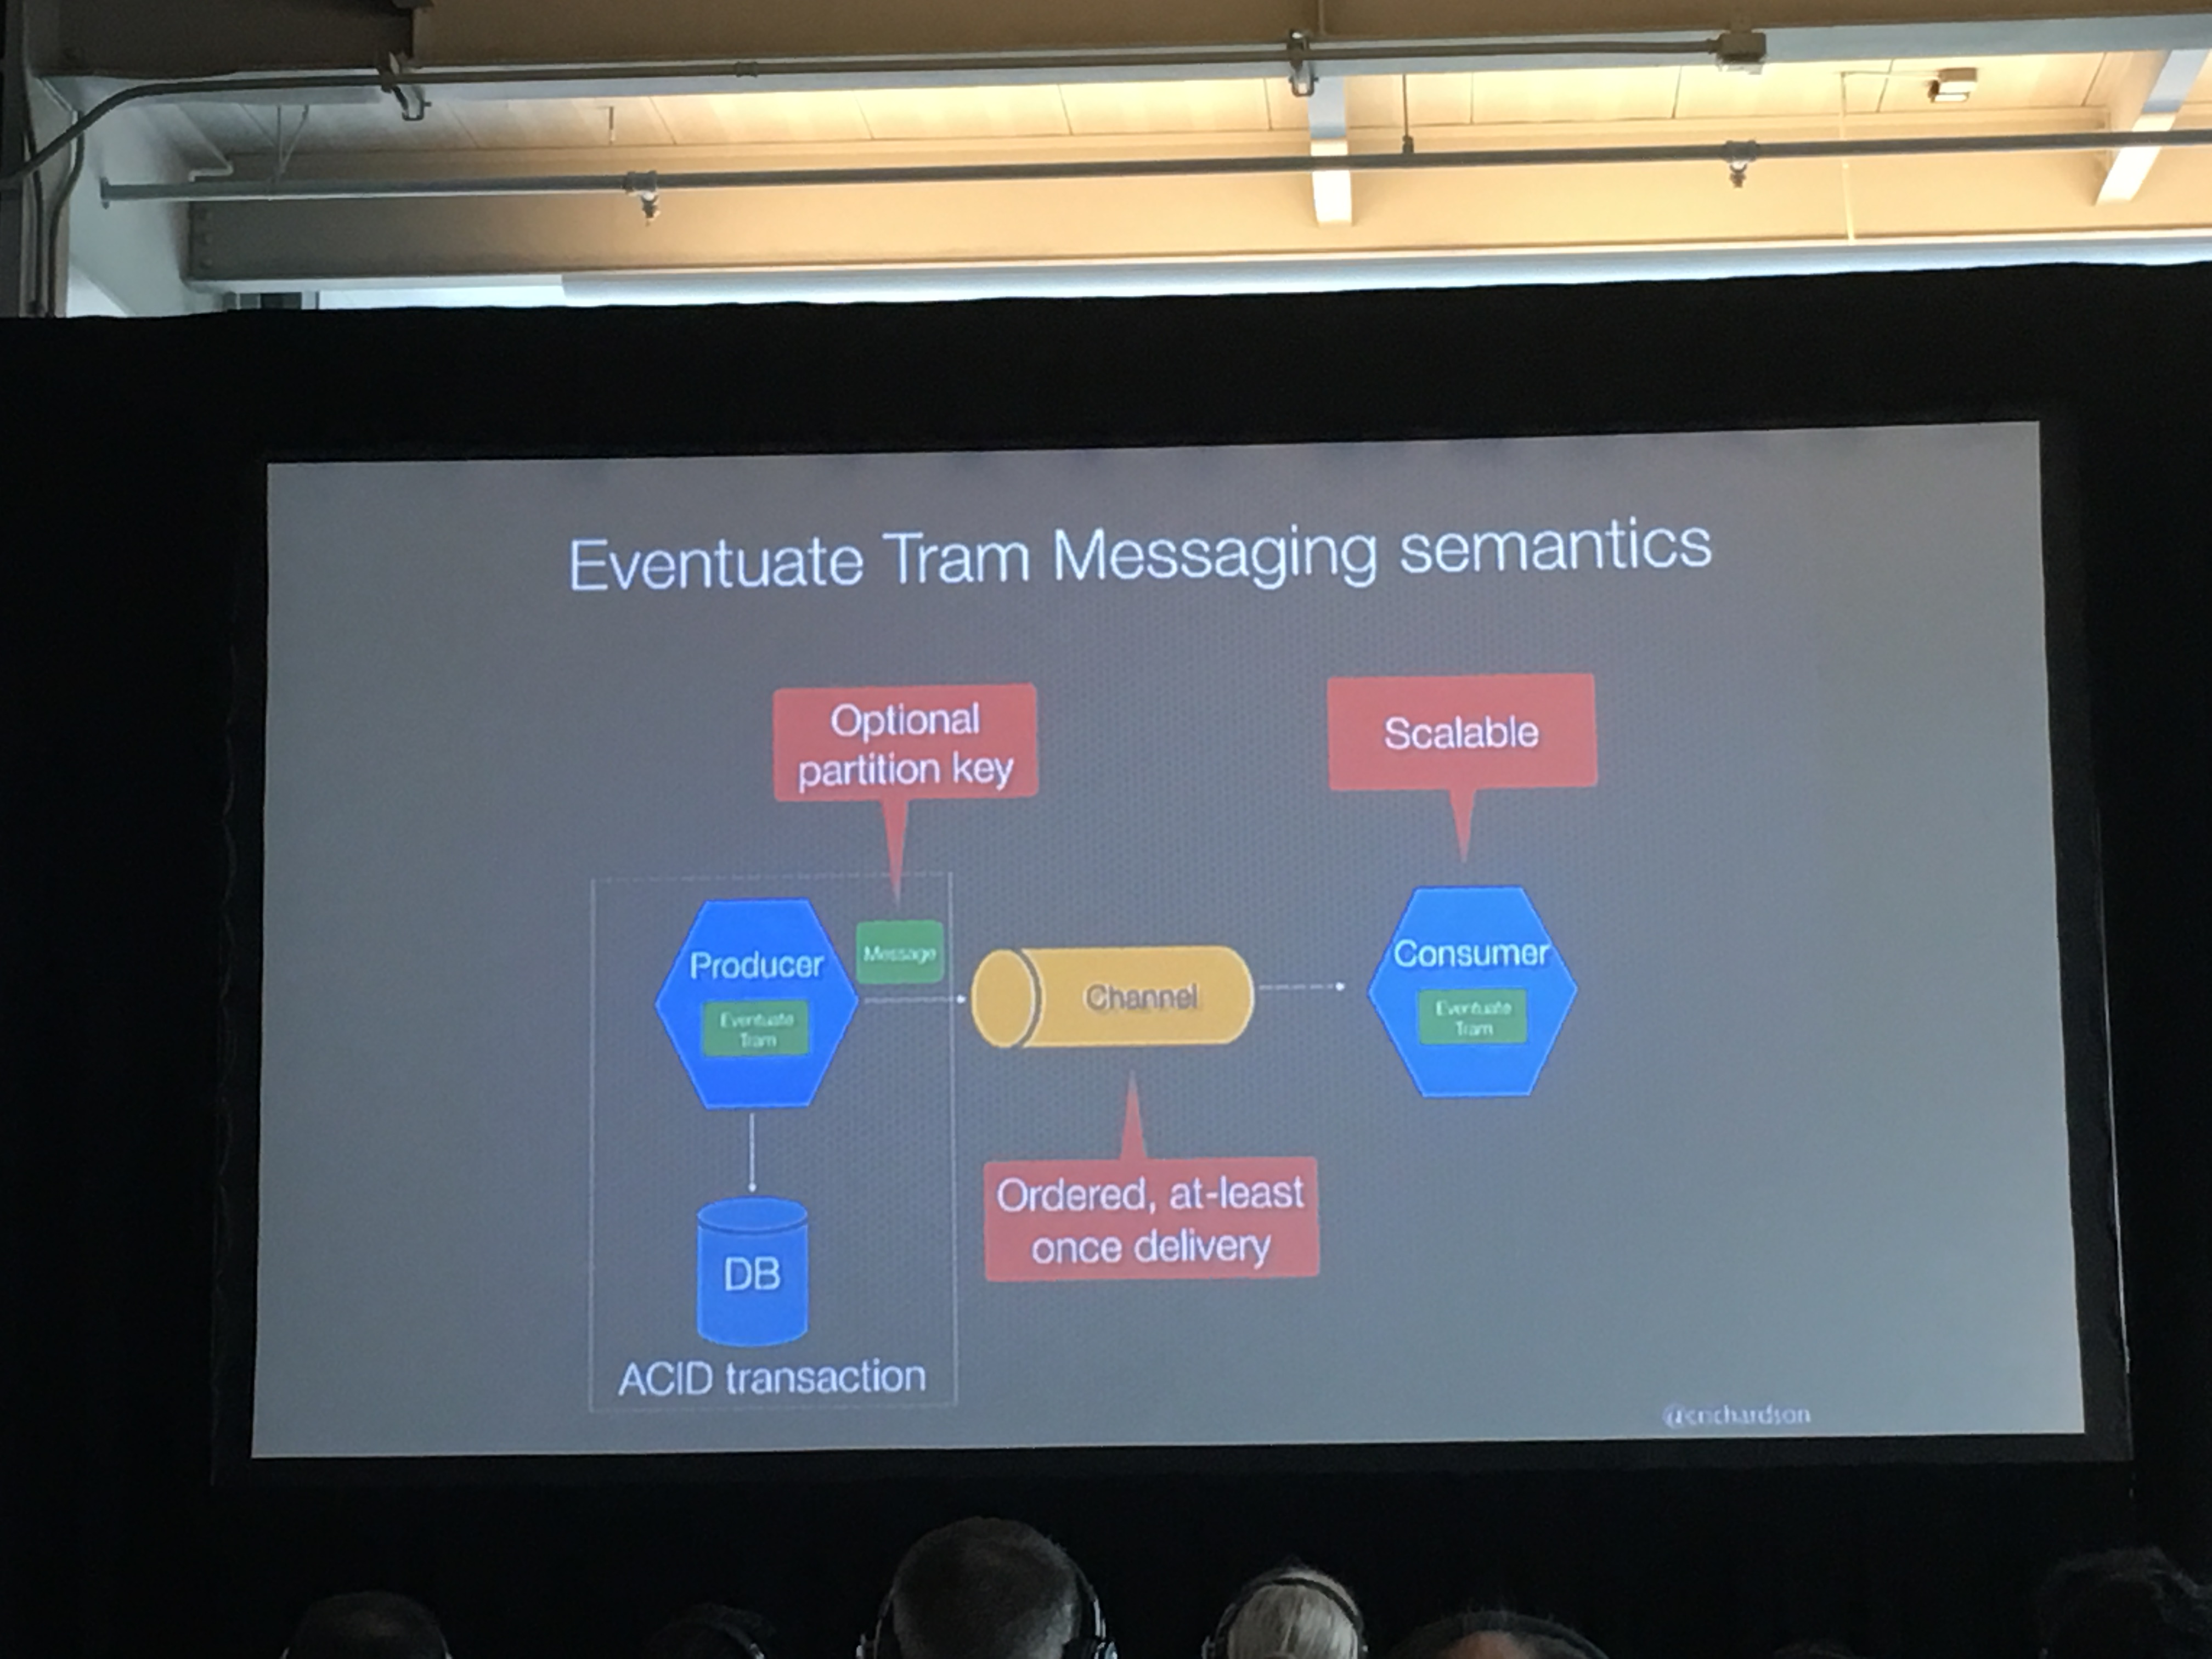 Eventuate Tram Messaging semantics
Optional
partition key
Scalable
Producer
Eventuate
Tram
Message
Channel
Consumer
Eventuate
Tram
Ordered, at-least
once delivery
DB
ACID transaction
@crichardson